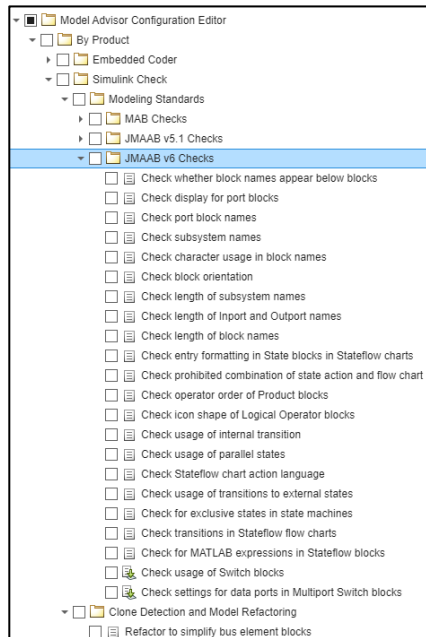 Model Advisor Configuration Editor
By Product
Embedded Coder
Simulink Check
Modeling Standards
MAB Checks
JMAAB v5.1 Checks
JMAAB v6 Checks
Check whether block names appear below blocks
Check display for port blocks
Check port block names
Check subsystem names
Check character usage in block names
Check block orientation
Check length of subsystem names
Check length of Inport and Outport names
Check length of block names
Check entry formatting in State blocks in Stateflow charts
Check prohibited combination of state action and flow chart
Check operator order of Product blocks
Check icon shape of Logical Operator blocks
Check usage of internal transition
Check usage of parallel states
Check Stateflow chart action language
Check usage of transitions to external states
Check for exclusive states in state machines
Check transitions in Stateflow flow charts
Check for MATLAB expressions in Stateflow blocks
Check usage of Switch blocks
Check settings for data ports in Multiport Switch blocks
Clone Detection and Model Refactoring
Refactor to simplify bus element blocks